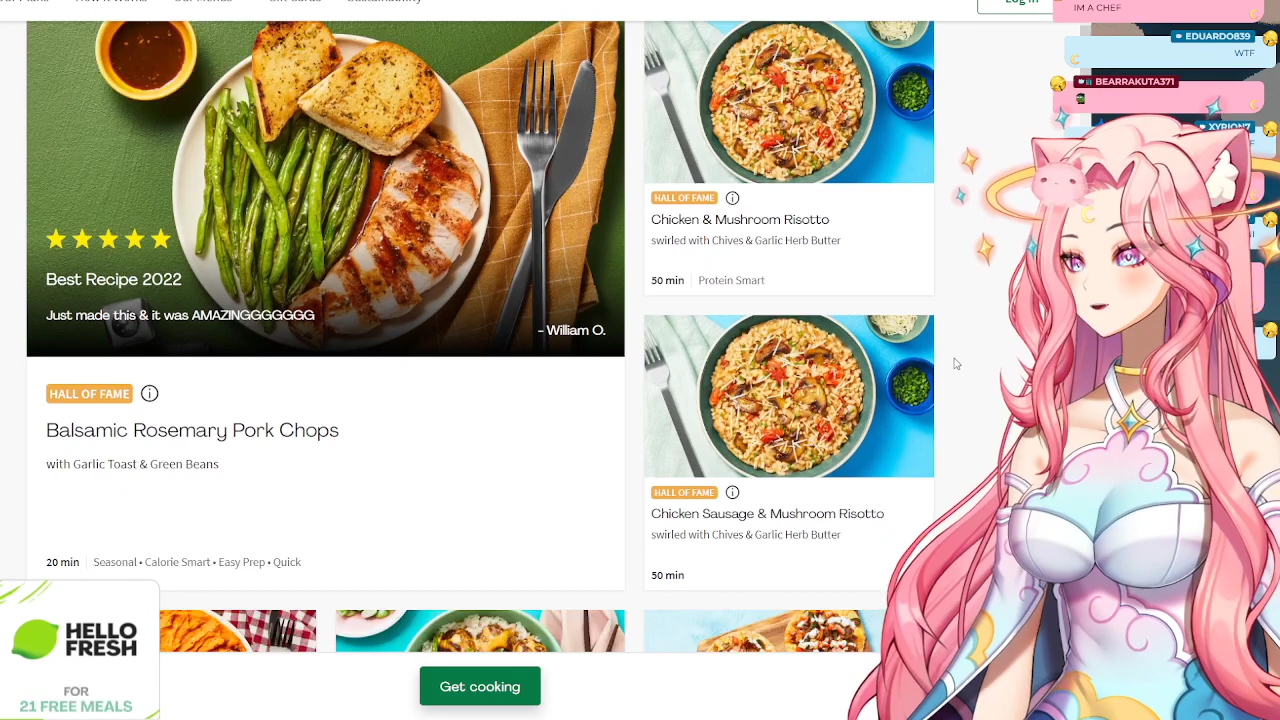 Log in
Best Recipe 2022
Just made this & it was AMAZINGGGGGGG
- William O.
HALL OF FAME
Balsamic Rosemary Pork Chops
with Garlic Toast & Green Beans
20 min
Seasonal • Calorie Smart • Easy Prep • Quick
HALL OF FAME
Chicken & Mushroom Risotto
swirled with Chives & Garlic Herb Butter
50 min
Protein Smart
HALL OF FAME
Chicken Sausage & Mushroom Risotto
swirled with Chives & Garlic Herb Butter
50 min
IM A CHEF
EDUARDO839
WTF
BEARRAKUTA371
XYRION7
HELLO
FRESH
FOR
21 FREE MEALS
Get cooking